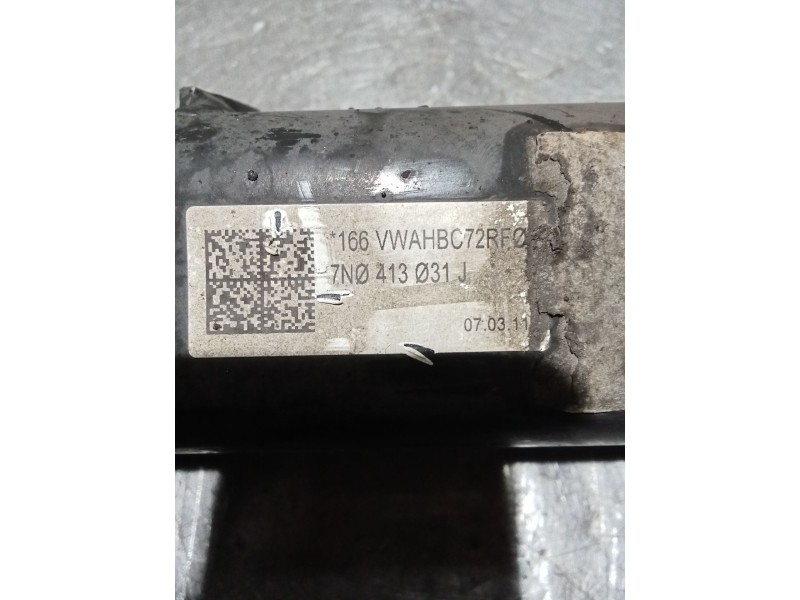 *166 VWAHBC72RFØ
7NØ 413 Ø31 J
07.03.11